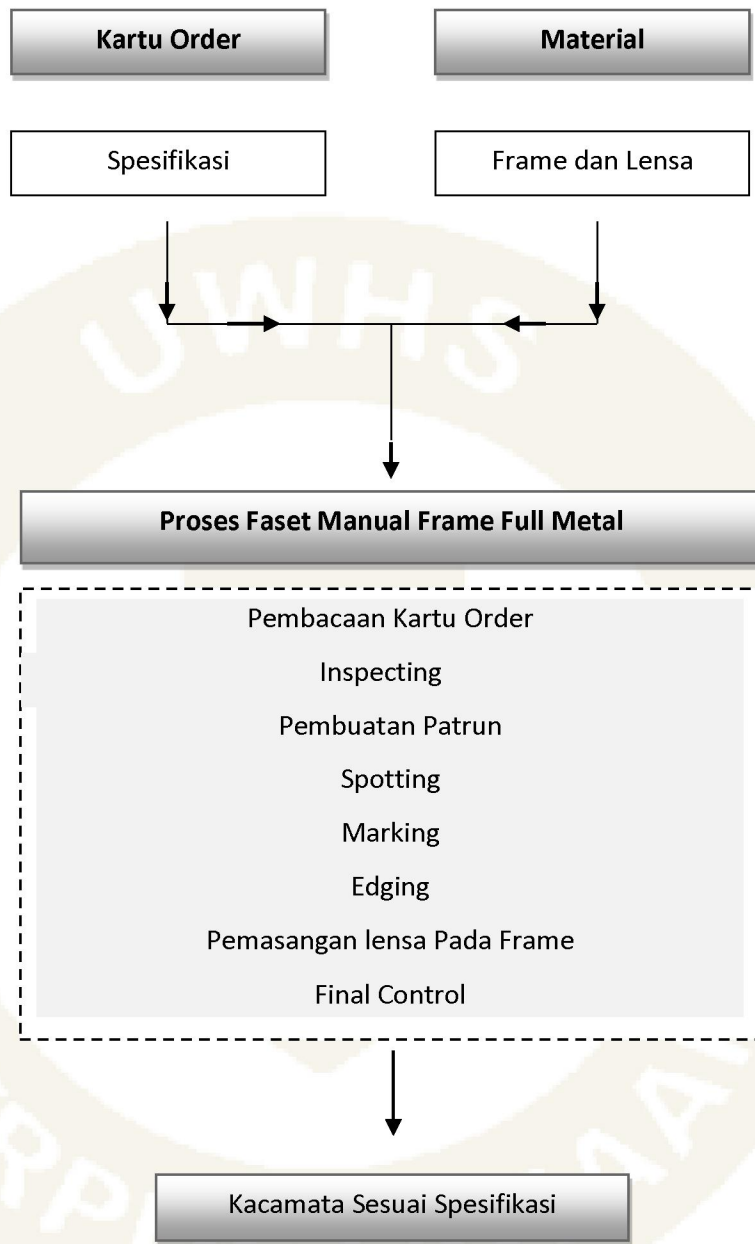 Kartu Order
Material
Spesifikasi
Frame dan Lensa
UWHS
Proses Faset Manual Frame Full Metal
Pembacaan Kartu Order
Inspecting
Pembuatan Patrun
Spotting
Marking
Edging
Pemasangan lensa Pada Frame
Final Control
Kacamata Sesuai Spesifikasi